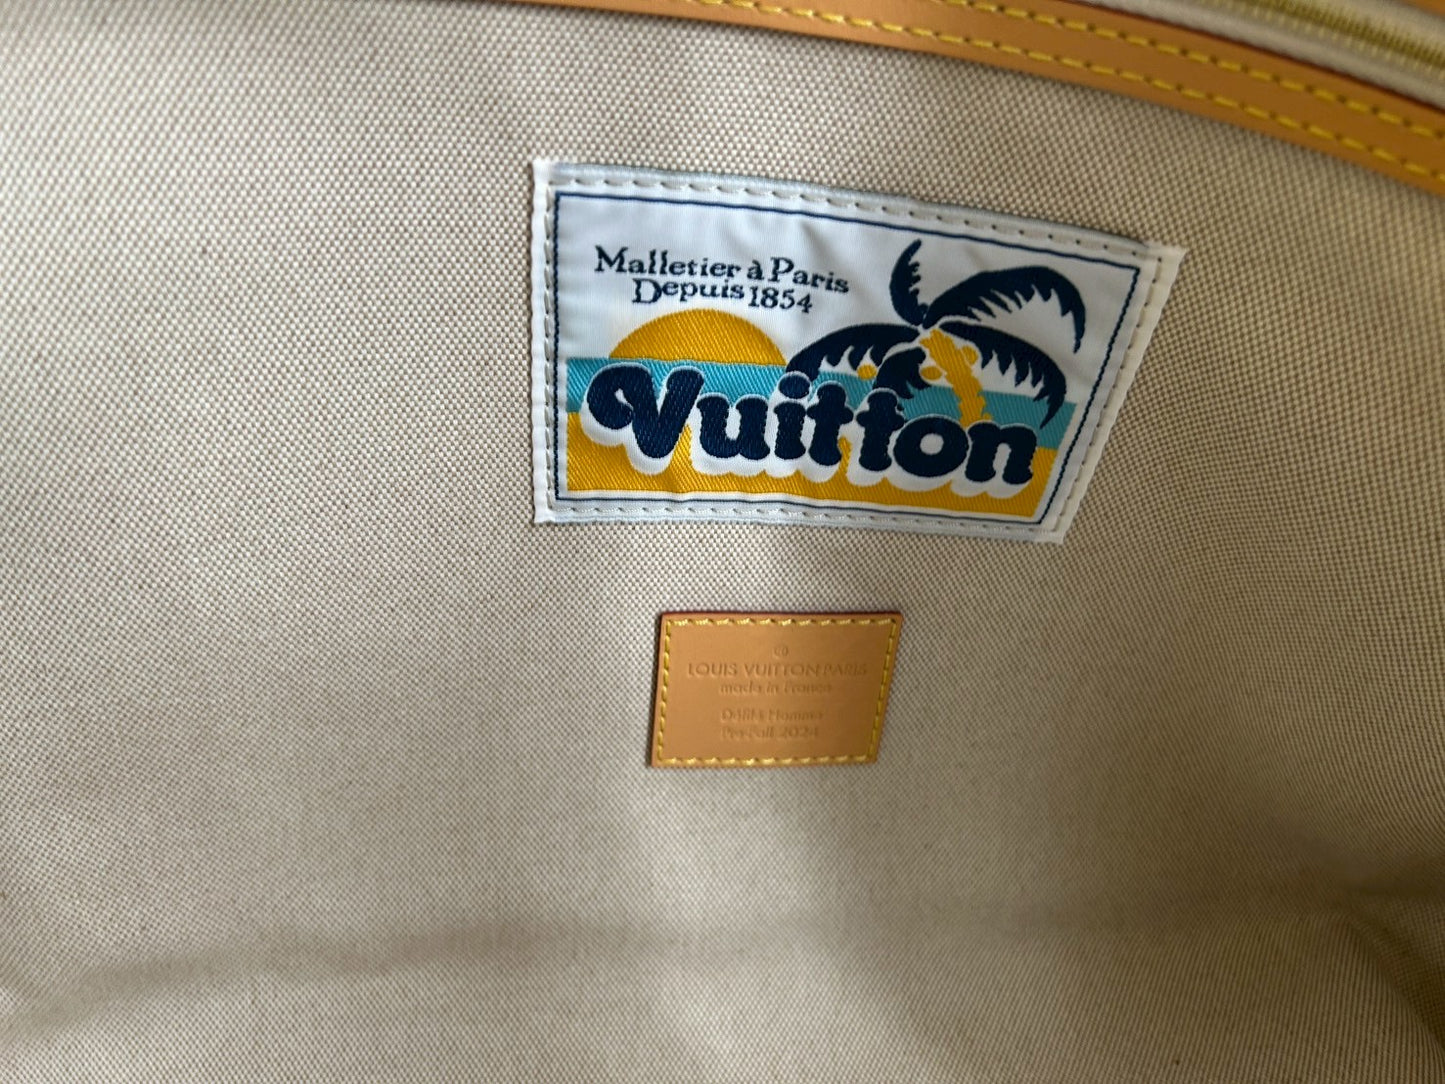 Malletier à Paris
Depuis 1854
Vuitton
LOUIS VUITTON PARIS
made in France
Défilé Homme
Pre-Fall 2024